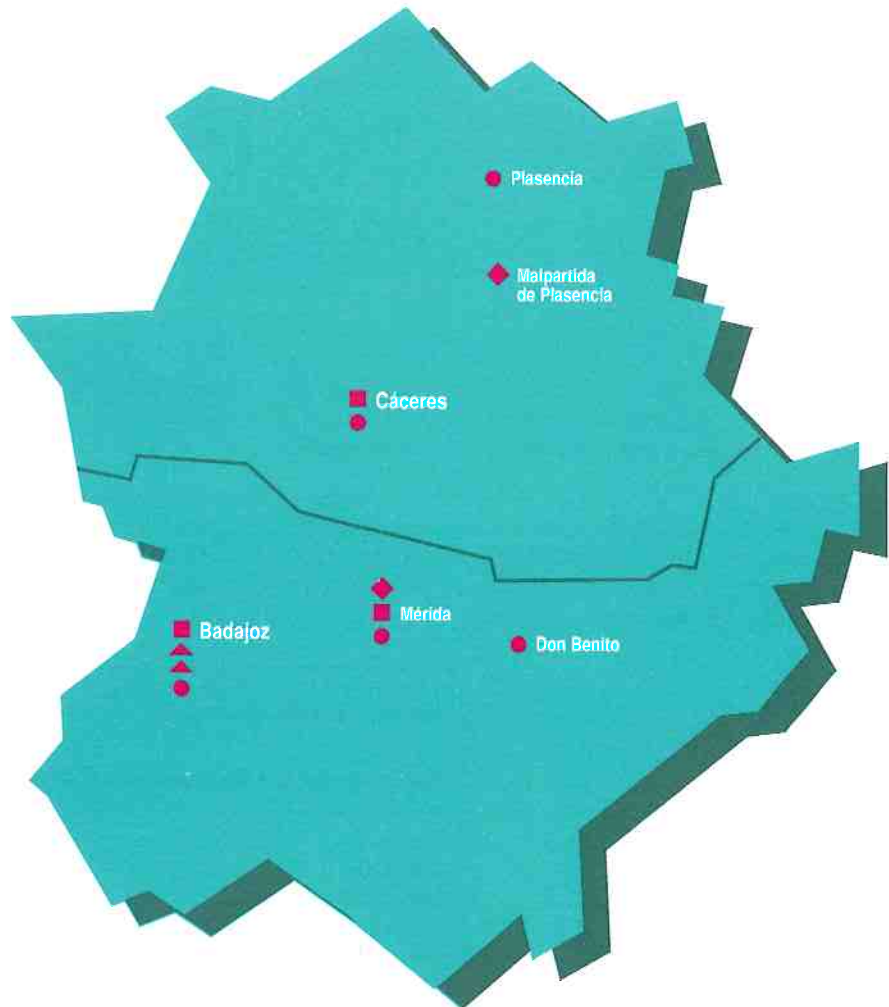 Plasencia
Malpartida
de Plasencia
Cáceres
Mérida
Badajoz
Don Benito